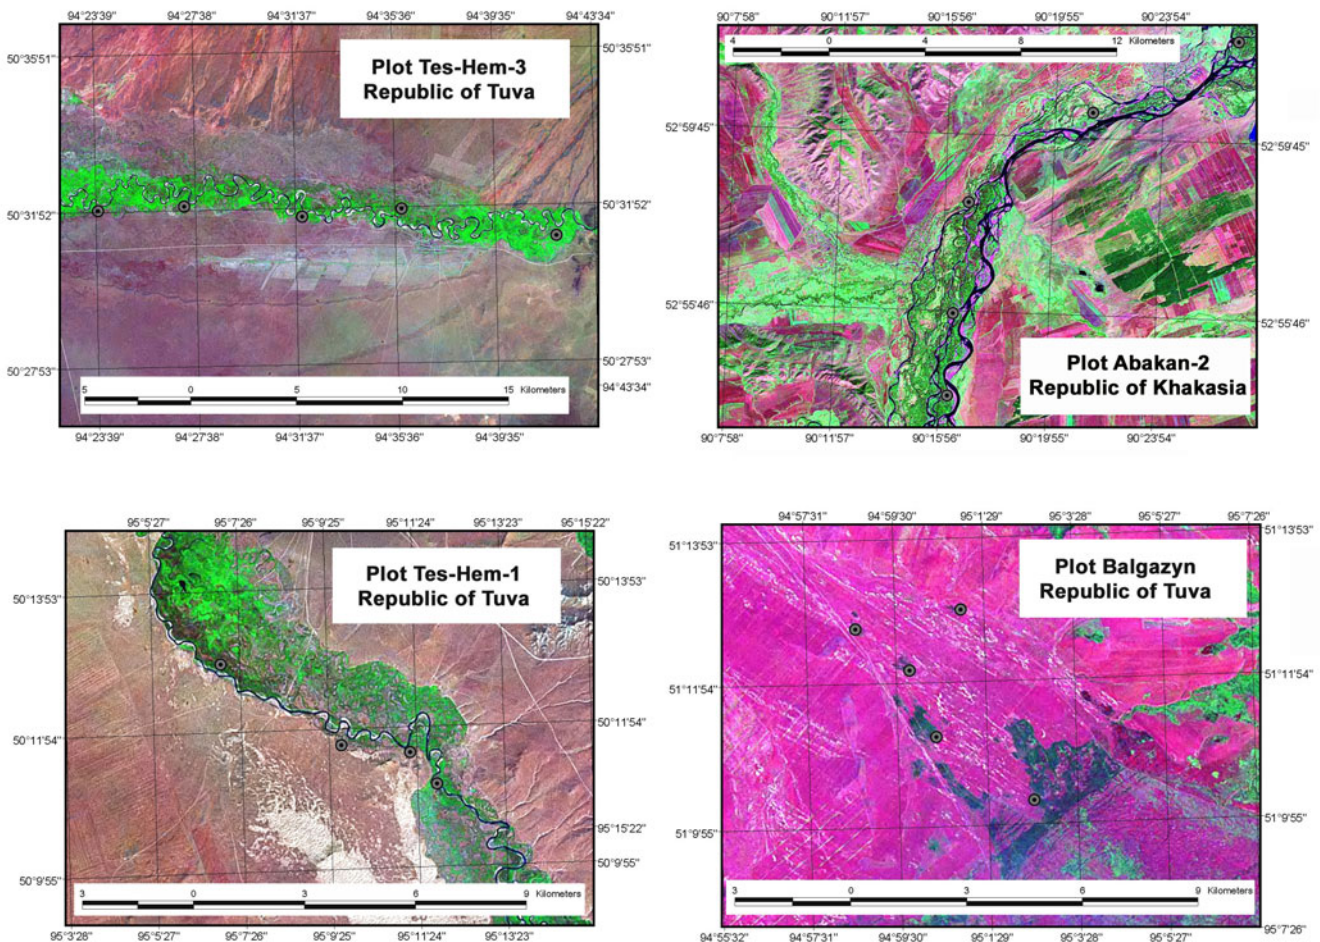 94°23'39" 94°27'38" 94°31'37" 94°35'36" 94°39'35" 94°43'34"
50°35'51" 50°35'51"
Plot Tes-Hem-3
Republic of Tuva
50°31'52" 50°31'52"
50°27'53" 50°27'53"
94°43'34"
5 0 5 10 15 Kilometers
94°23'39" 94°27'38" 94°31'37" 94°35'36" 94°39'35"
90°7'58" 90°11'57" 90°15'56" 90°19'55" 90°23'54"
4 0 4 8 12 Kilometers
52°59'45" 52°59'45"
52°55'46" 52°55'46"
Plot Abakan-2
Republic of Khakasia
90°7'58" 90°11'57" 90°15'56" 90°19'55" 90°23'54"
95°5'27" 95°7'26" 95°9'25" 95°11'24" 95°13'23" 95°15'22"
Plot Tes-Hem-1
Republic of Tuva
50°13'53" 50°13'53"
50°11'54" 50°11'54"
95°15'22"
50°9'55" 50°9'55"
3 0 3 6 9 Kilometers
95°3'28" 95°5'27" 95°7'26" 95°9'25" 95°11'24" 95°13'23"
94°57'31" 94°59'30" 95°1'29" 95°3'28" 95°5'27" 95°7'26"
51°13'53" 51°13'53"
Plot Balgazyn
Republic of Tuva
51°11'54" 51°11'54"
51°9'55" 51°9'55"
3 0 3 6 9 Kilometers
95°7'26"
94°55'32" 94°57'31" 94°59'30" 95°1'29" 95°3'28" 95°5'27"